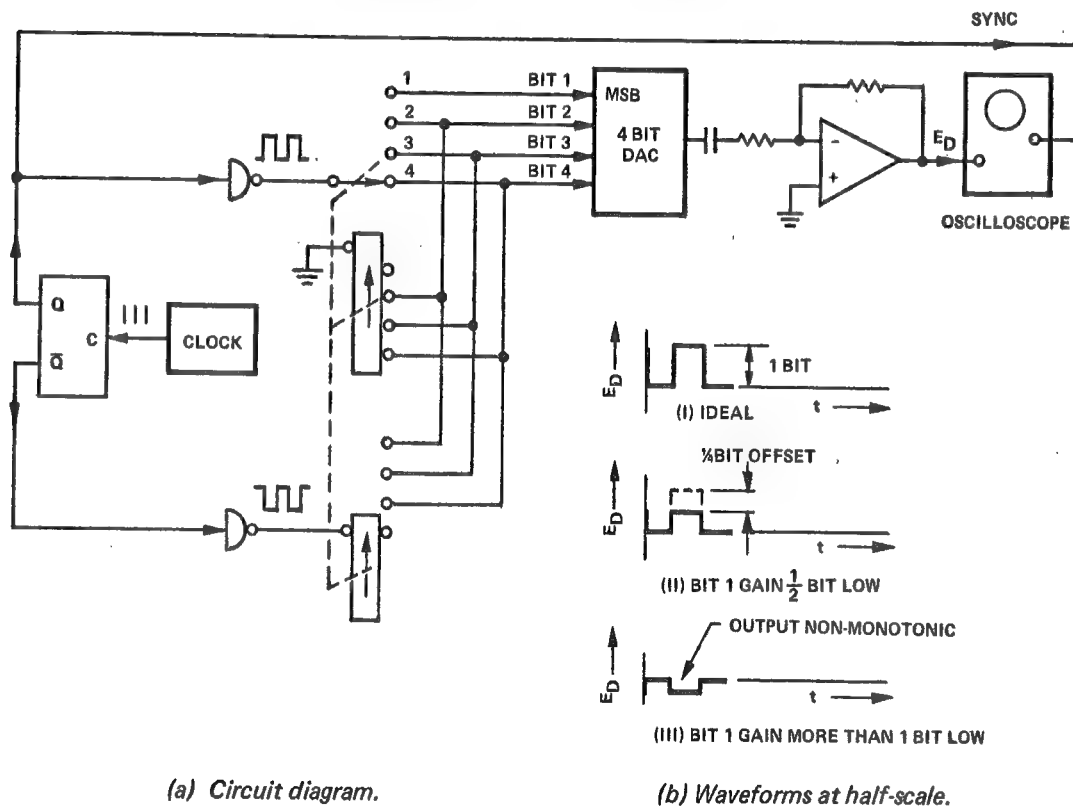 SYNC
1 BIT 1
2 BIT 2
3 BIT 3
4 BIT 4
MSB
4 BIT
DAC
-
+
E_D
OSCILLOSCOPE
Q
Q̅
C
CLOCK
E_D
1 BIT
t
(I) IDEAL
¼BIT OFFSET
E_D
t
(II) BIT 1 GAIN 1/2 BIT LOW
OUTPUT NON-MONOTONIC
E_D
t
(III) BIT 1 GAIN MORE THAN 1 BIT LOW
(a) Circuit diagram.
(b) Waveforms at half-scale.